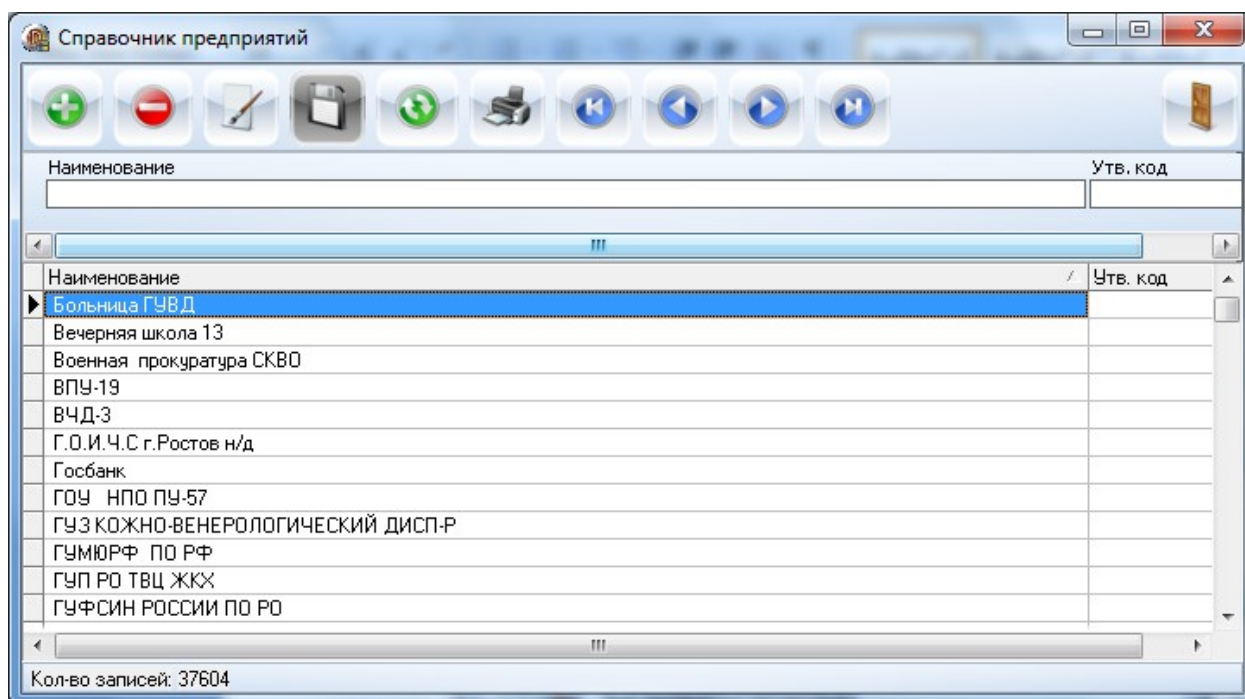 Справочник предприятий
Наименование Утв. код
Наименование Утв. код
Больница ГУВД
Вечерняя школа 13
Военная прокуратура СКВО
ВПУ-19
ВЧД-3
Г.О.И.Ч.С г.Ростов н/д
Госбанк
ГОУ НПО ПУ-57
ГУЗ КОЖНО-ВЕНЕРОЛОГИЧЕСКИЙ ДИСП-Р
ГУМЮРФ ПО РФ
ГУП РО ТВЦ ЖКХ
ГУФСИН РОССИИ ПО РО
Кол-во записей: 37604